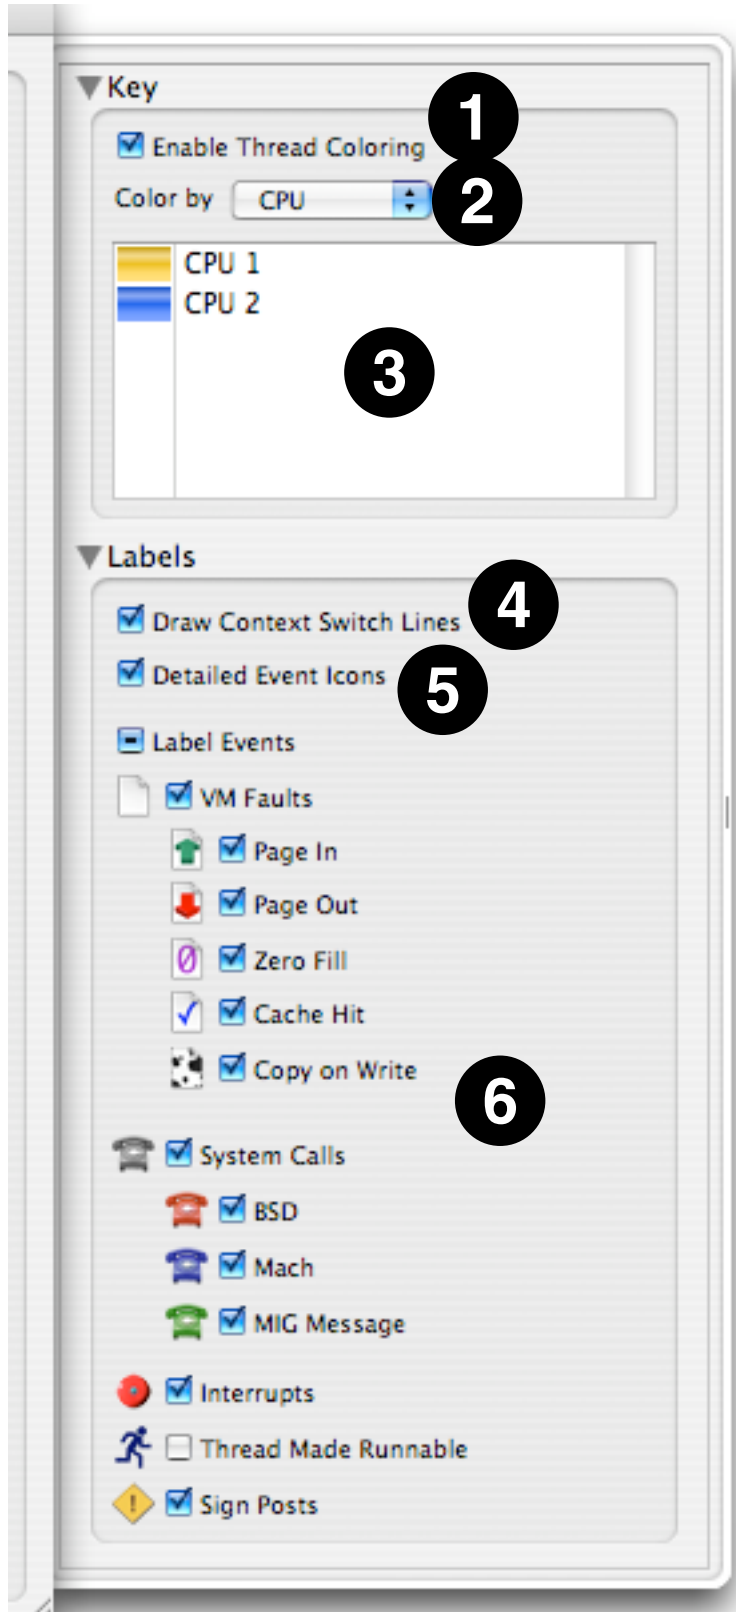 Key
1
Enable Thread Coloring
Color by CPU
2
CPU 1
CPU 2
3
Labels
4
Draw Context Switch Lines
Detailed Event Icons
5
Label Events
VM Faults
Page In
Page Out
0 Zero Fill
Cache Hit
Copy on Write
6
System Calls
BSD
Mach
MIG Message
Interrupts
Thread Made Runnable
! Sign Posts